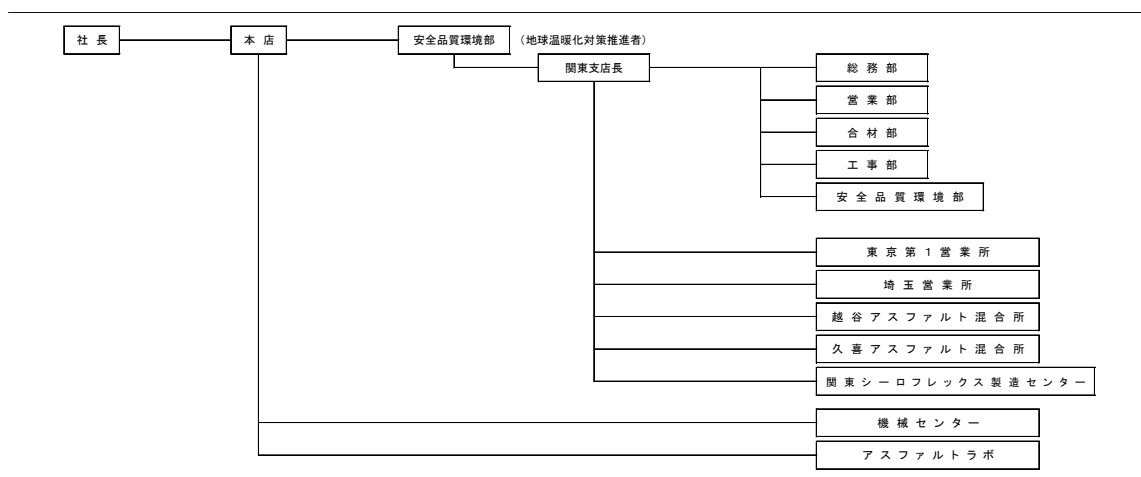 社長
本店
安全品質環境部 (地球温暖化対策推進者)
関東支店長
総務部
営業部
合材部
工事部
安全品質環境部
東京第1営業所
埼玉営業所
越谷アスファルト混合所
久喜アスファルト混合所
関東シーロフレックス製造センター
機械センター
アスファルトラボ